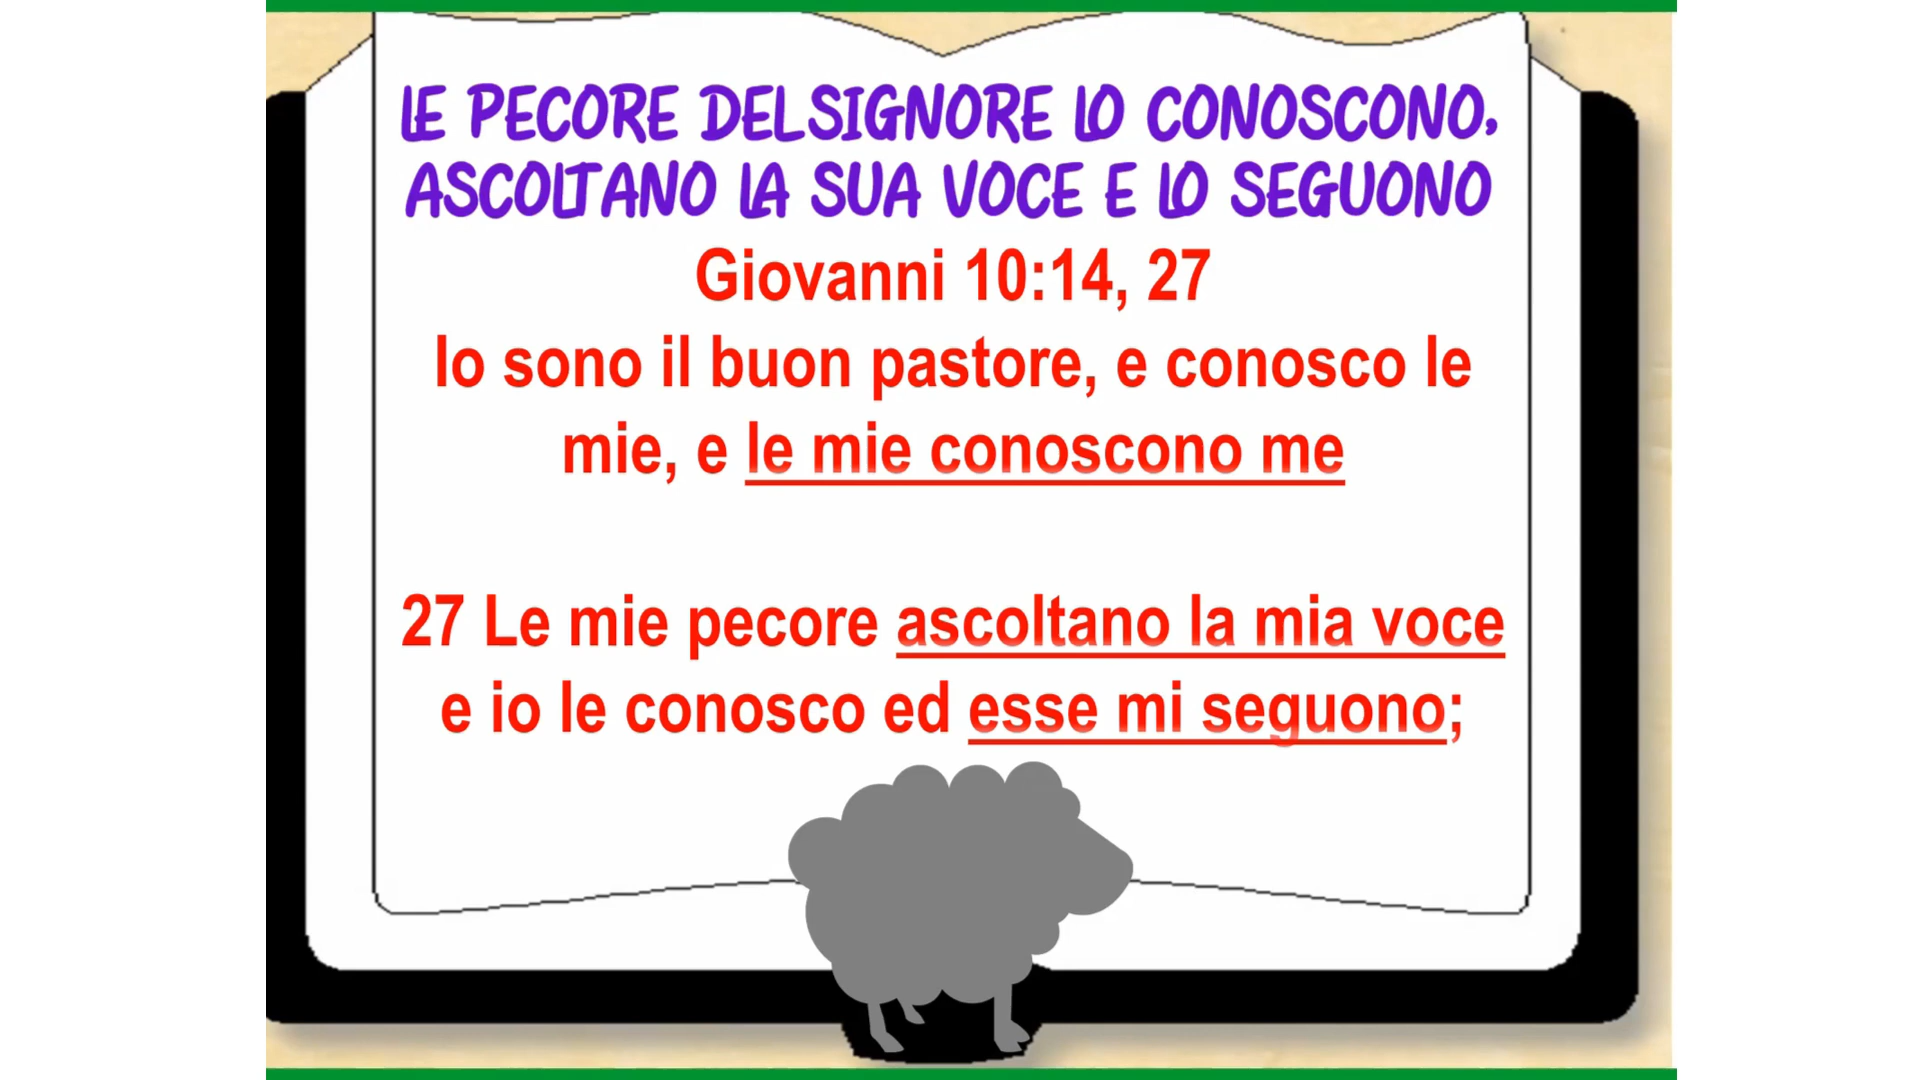 LE PECORE DEL SIGNORE LO CONOSCONO,
ASCOLTANO LA SUA VOCE E LO SEGUONO
Giovanni 10:14, 27
Io sono il buon pastore, e conosco le
mie, e le mie conoscono me
27 Le mie pecore ascoltano la mia voce
e io le conosco ed esse mi seguono;